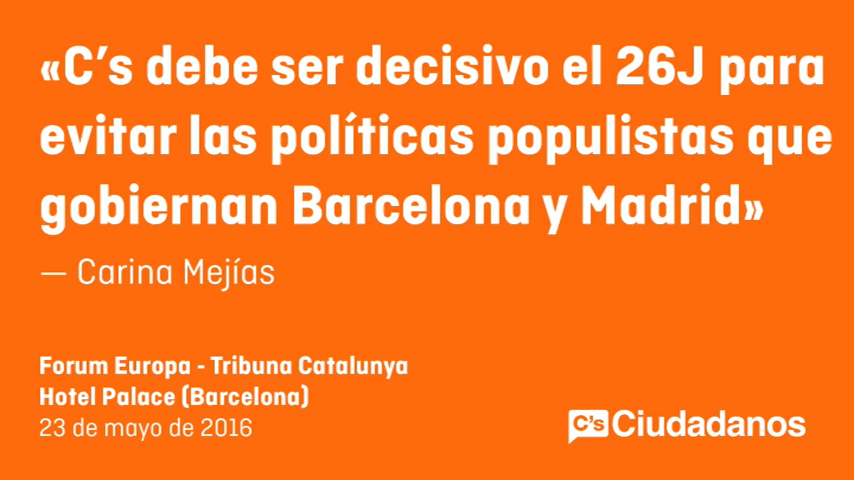 «C’s debe ser decisivo el 26J para
evitar las políticas populistas que
gobiernan Barcelona y Madrid»
— Carina Mejías
Forum Europa - Tribuna Catalunya
Hotel Palace (Barcelona)
23 de mayo de 2016
C’s Ciudadanos